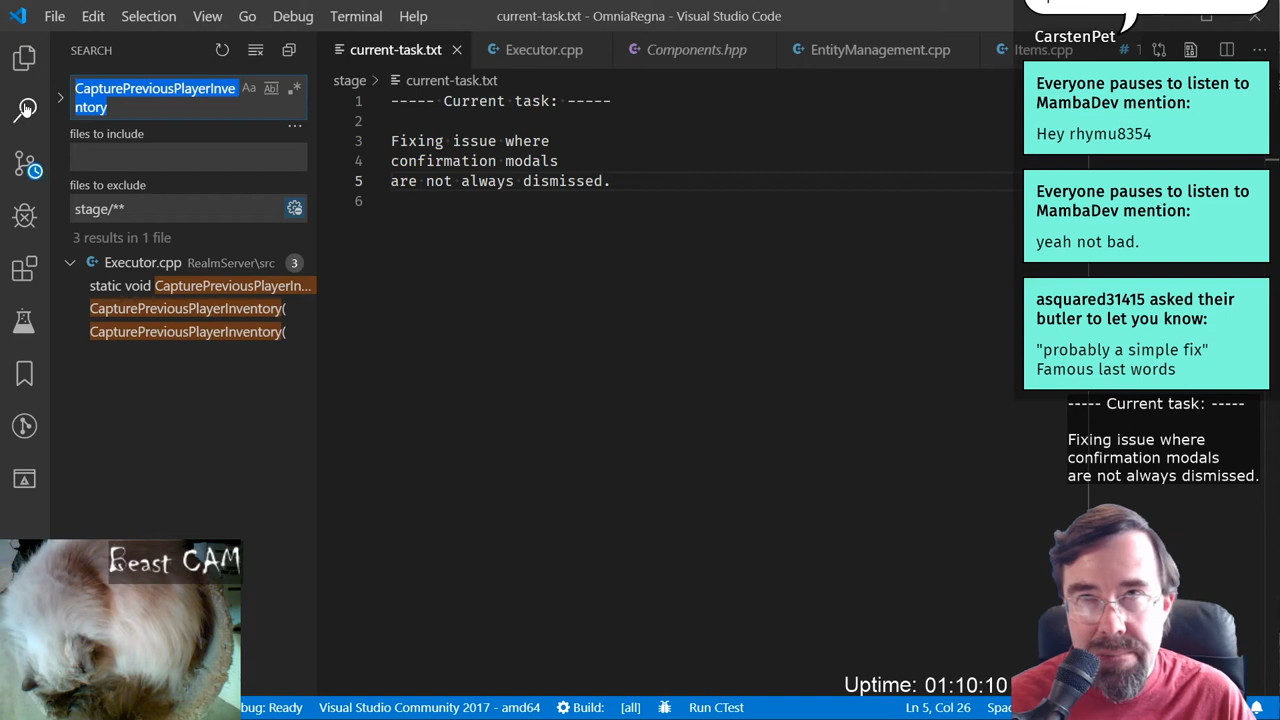 File Edit Selection View Go Debug Terminal Help
current-task.txt - OmniaRegna - Visual Studio Code
SEARCH
CapturePreviousPlayerInve
ntory
Aa Abl .*
files to include
files to exclude
stage/**
3 results in 1 file
Executor.cpp RealmServer\src 3
static void CapturePreviousPlayerIn...
CapturePreviousPlayerInventory(
CapturePreviousPlayerInventory(
current-task.txt Executor.cpp Components.hpp EntityManagement.cpp Items.cpp
stage > current-task.txt
1 ----- Current task: -----
2
3 Fixing issue where
4 confirmation modals
5 are not always dismissed.
6
CarstenPet
Everyone pauses to listen to
MambaDev mention:
Hey rhymu8354
Everyone pauses to listen to
MambaDev mention:
yeah not bad.
asquared31415 asked their
butler to let you know:
"probably a simple fix"
Famous last words
----- Current task: -----
Fixing issue where
confirmation modals
are not always dismissed.
Beast CAM
Uptime: 01:10:10
bug: Ready Visual Studio Community 2017 - amd64 Build: [all] Run CTest Ln 5, Col 26 Spac